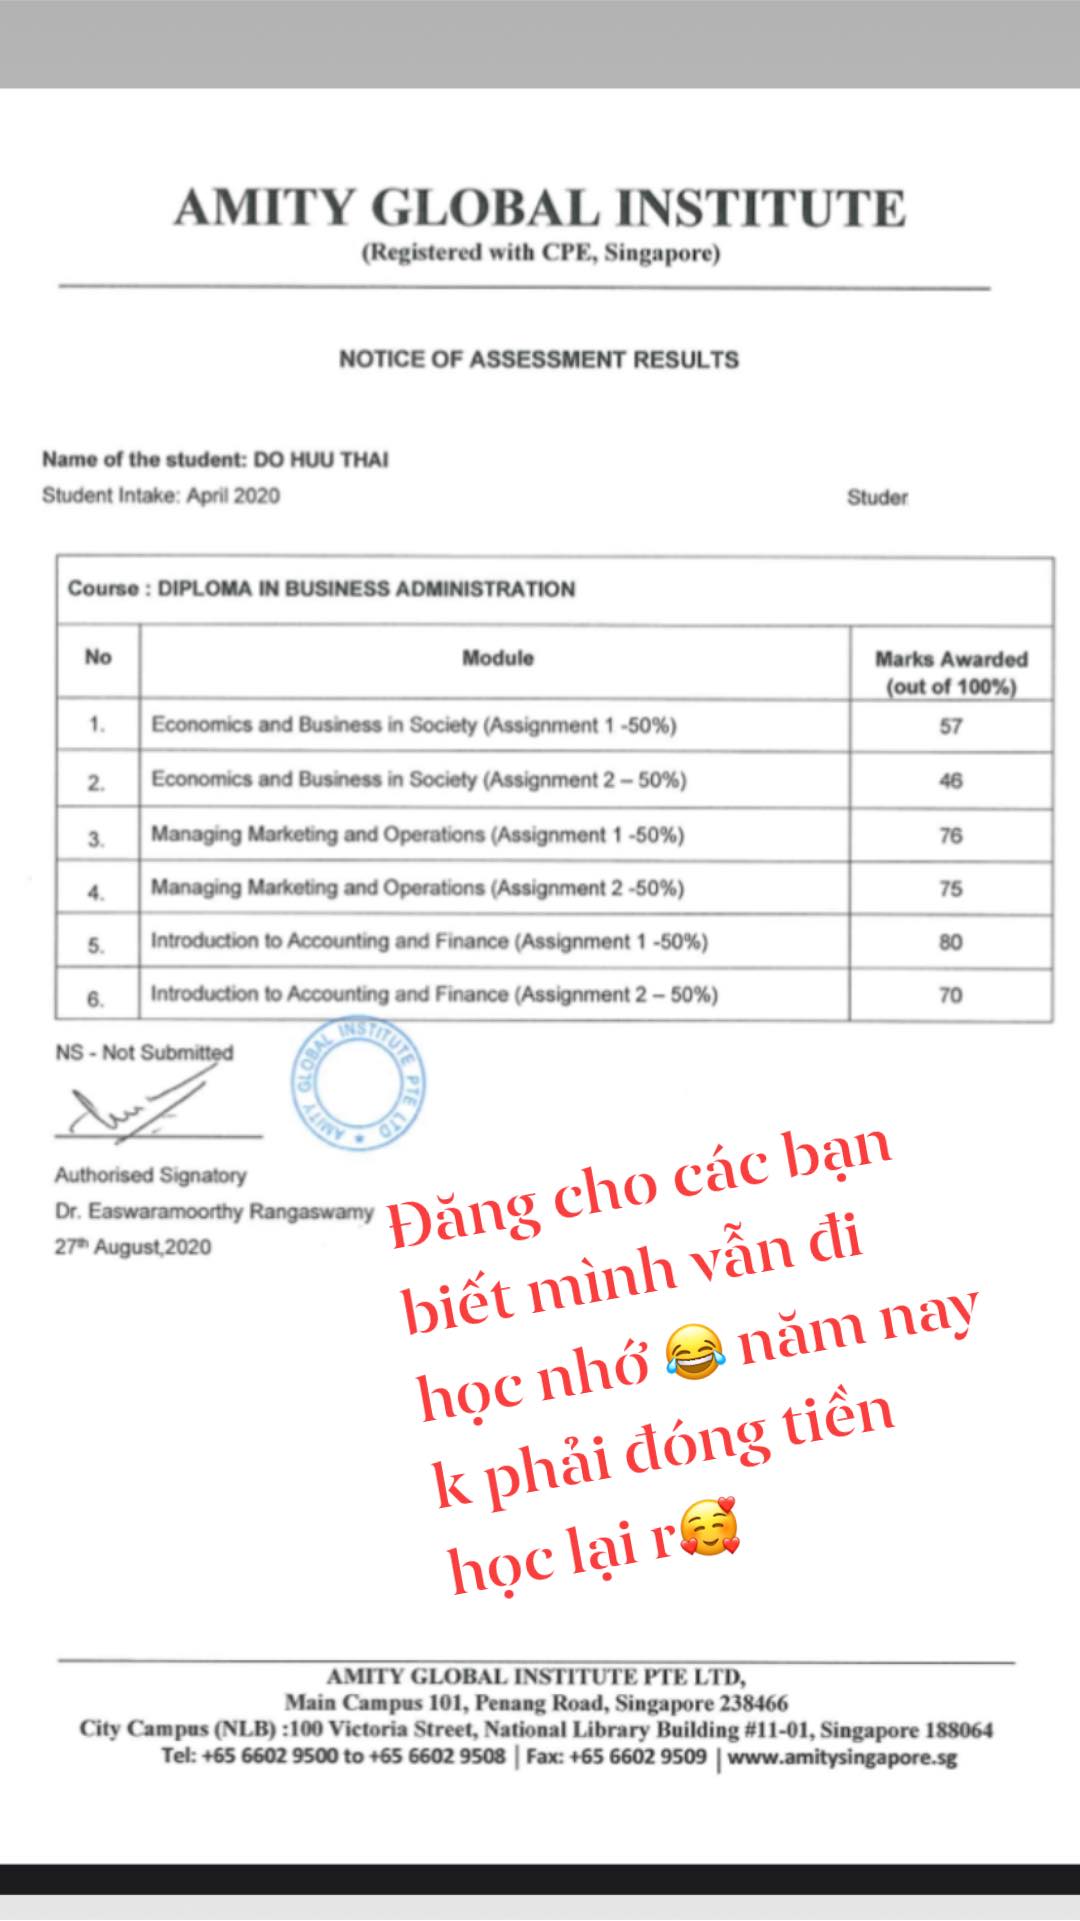 AMITY GLOBAL INSTITUTE
(Registered with CPE, Singapore)
NOTICE OF ASSESSMENT RESULTS
Name of the student: DO HUU THAI
Student Intake: April 2020 Studer
Course : DIPLOMA IN BUSINESS ADMINISTRATION
No Module Marks Awarded
(out of 100%)
1. Economics and Business in Society (Assignment 1 -50%) 57
2. Economics and Business in Society (Assignment 2 – 50%) 46
3. Managing Marketing and Operations (Assignment 1 -50%) 76
4. Managing Marketing and Operations (Assignment 2 -50%) 75
5. Introduction to Accounting and Finance (Assignment 1 -50%) 80
6. Introduction to Accounting and Finance (Assignment 2 – 50%) 70
NS - Not Submitted
AMITY GLOBAL INSTITUTE PTE LTD
Authorised Signatory
Dr. Easwaramoorthy Rangaswamy
27th August,2020
Đăng cho các bạn
biết mình vẫn đi
học nhớ 😂 năm nay
k phải đóng tiền
học lại r🥰
AMITY GLOBAL INSTITUTE PTE LTD,
Main Campus 101, Penang Road, Singapore 238466
City Campus (NLB) :100 Victoria Street, National Library Building #11-01, Singapore 188064
Tel: +65 6602 9500 to +65 6602 9508 | Fax: +65 6602 9509 | www.amitysingapore.sg